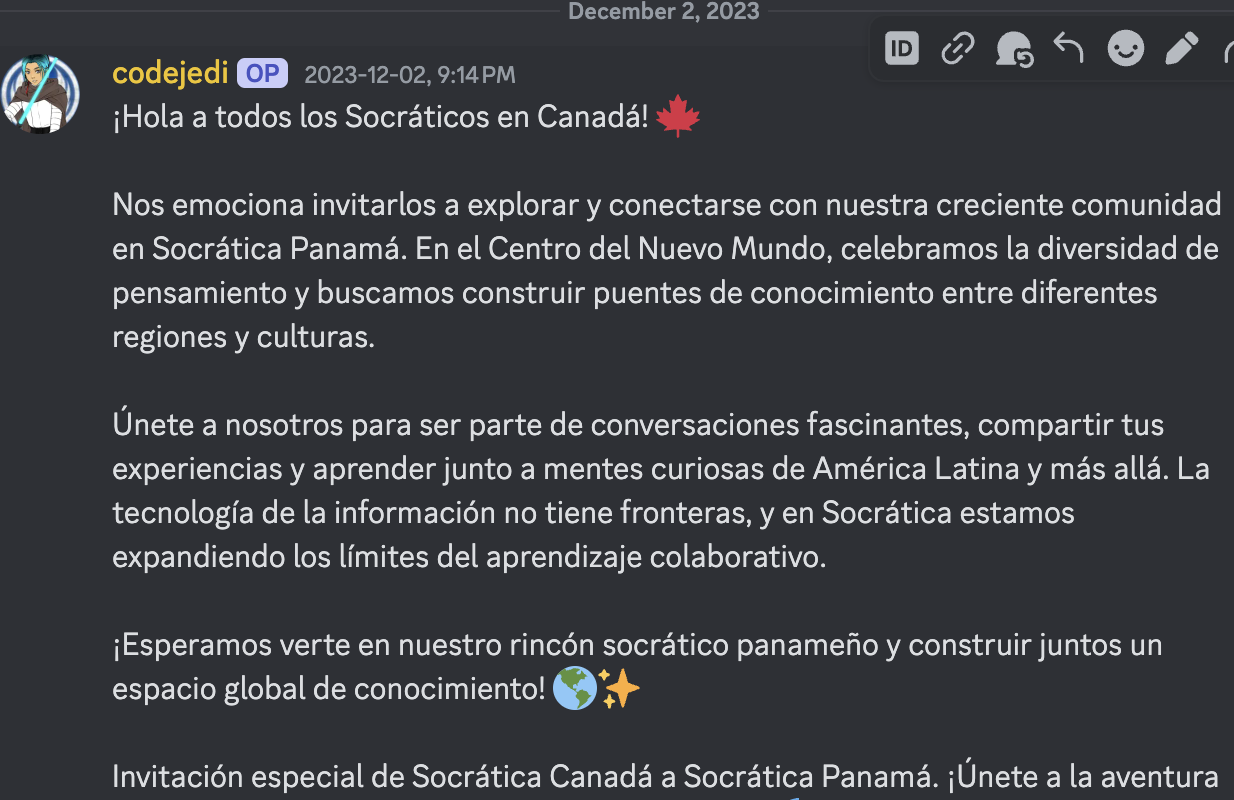 December 2, 2023
ID
codejedi OP 2023-12-02, 9:14 PM
¡Hola a todos los Socráticos en Canadá! 🍁
Nos emociona invitarlos a explorar y conectarse con nuestra creciente comunidad
en Socrática Panamá. En el Centro del Nuevo Mundo, celebramos la diversidad de
pensamiento y buscamos construir puentes de conocimiento entre diferentes
regiones y culturas.
Únete a nosotros para ser parte de conversaciones fascinantes, compartir tus
experiencias y aprender junto a mentes curiosas de América Latina y más allá. La
tecnología de la información no tiene fronteras, y en Socrática estamos
expandiendo los límites del aprendizaje colaborativo.
¡Esperamos verte en nuestro rincón socrático panameño y construir juntos un
espacio global de conocimiento! 🌎✨
Invitación especial de Socrática Canadá a Socrática Panamá. ¡Únete a la aventura